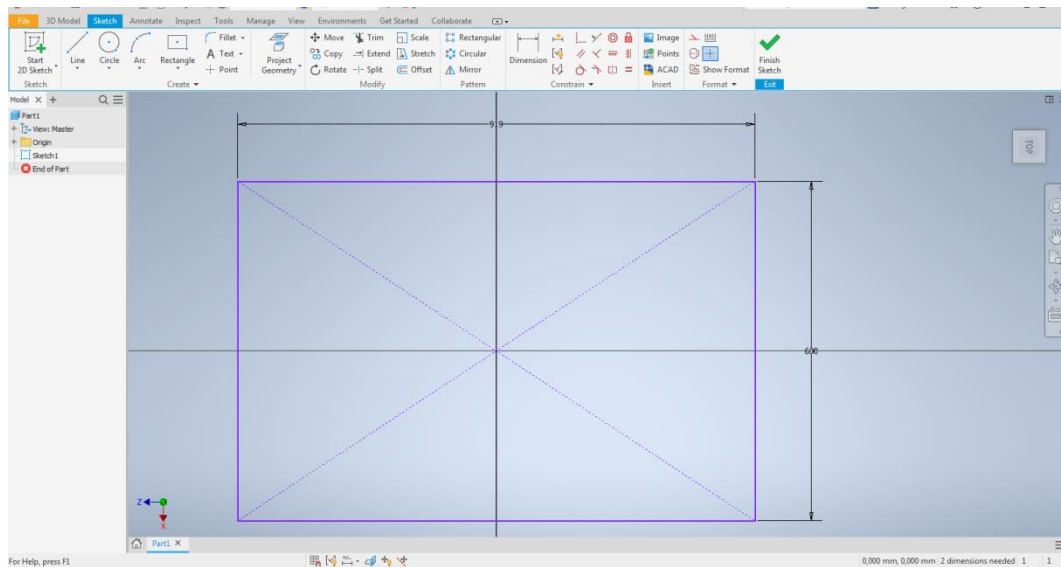 File 3D Model Sketch Annotate Inspect Tools Manage View Environments Get Started Collaborate
Start 2D Sketch Line Circle Arc Rectangle Fillet Text Point Project Geometry Move Copy Rotate Trim Extend Split Scale Stretch Offset Rectangular Circular Mirror Dimension Image Points ACAD Show Format Finish Sketch
Sketch Create Modify Pattern Constrain Insert Format Exit
Model
Part1
View: Master
Origin
Sketch1
End of Part
TOP
600
Z
X
Part1
For Help, press F1 0,000 mm, 0,000 mm 2 dimensions needed 1 1